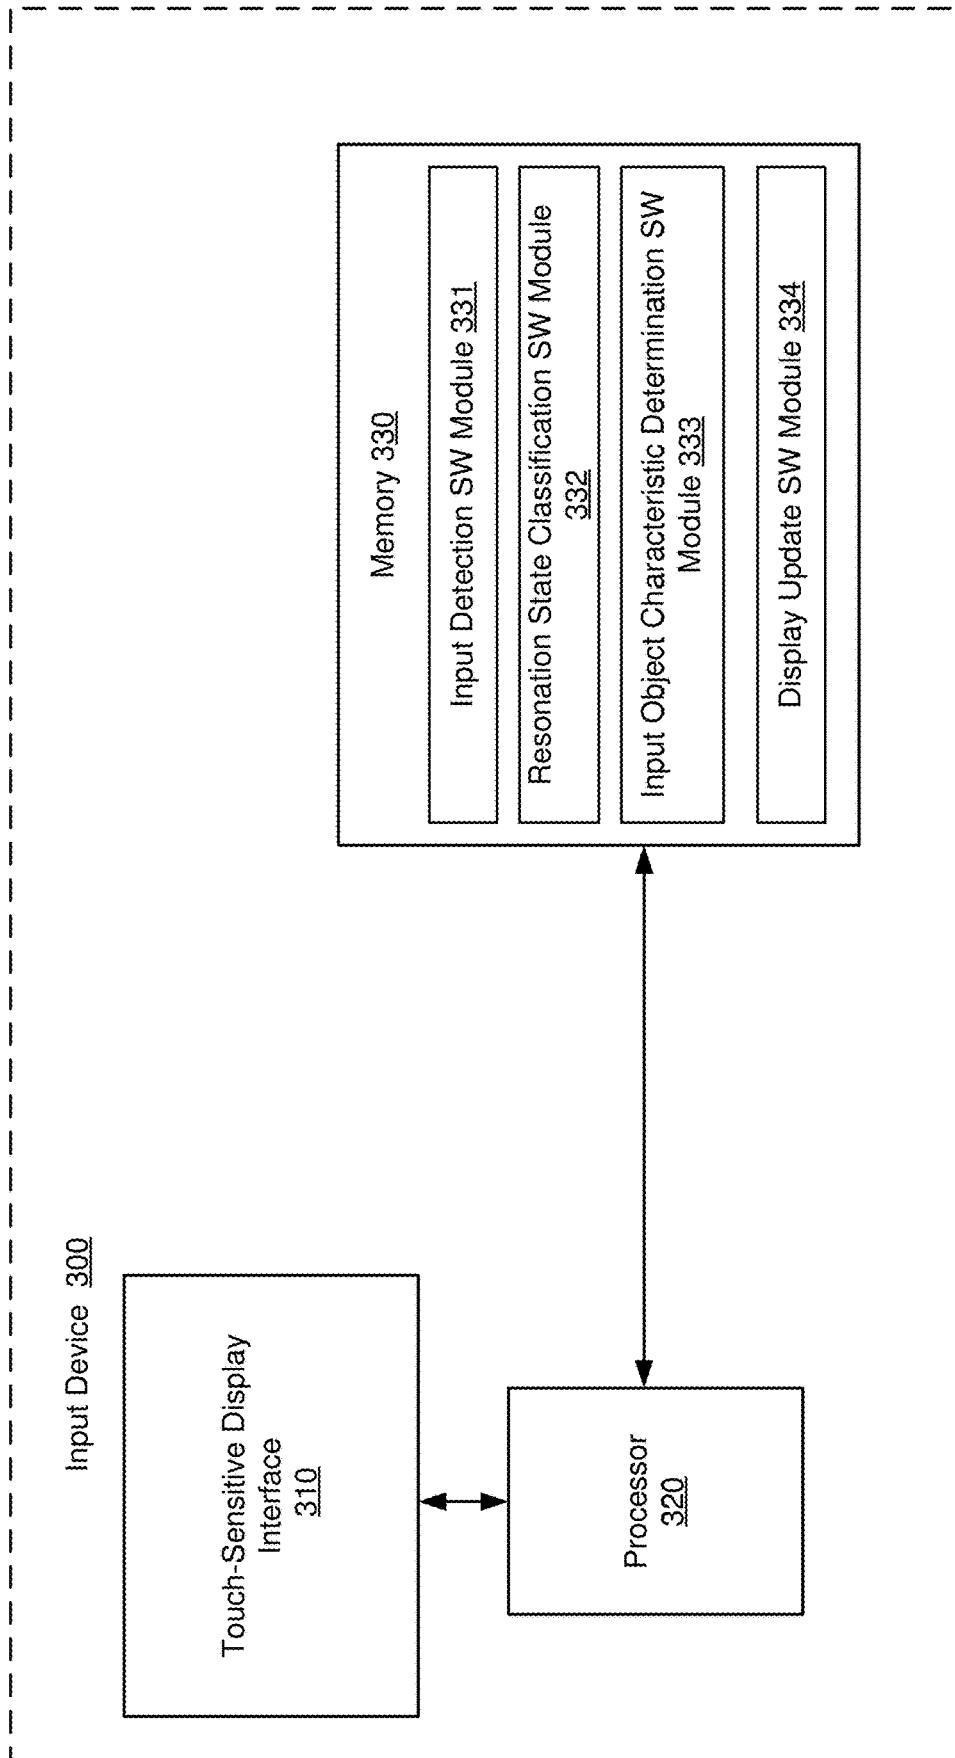 Input Device 300
Touch-Sensitive Display
Interface
310
Processor
320
Memory 330
Input Detection SW Module 331
Resonation State Classification SW Module
332
Input Object Characteristic Determination SW
Module 333
Display Update SW Module 334